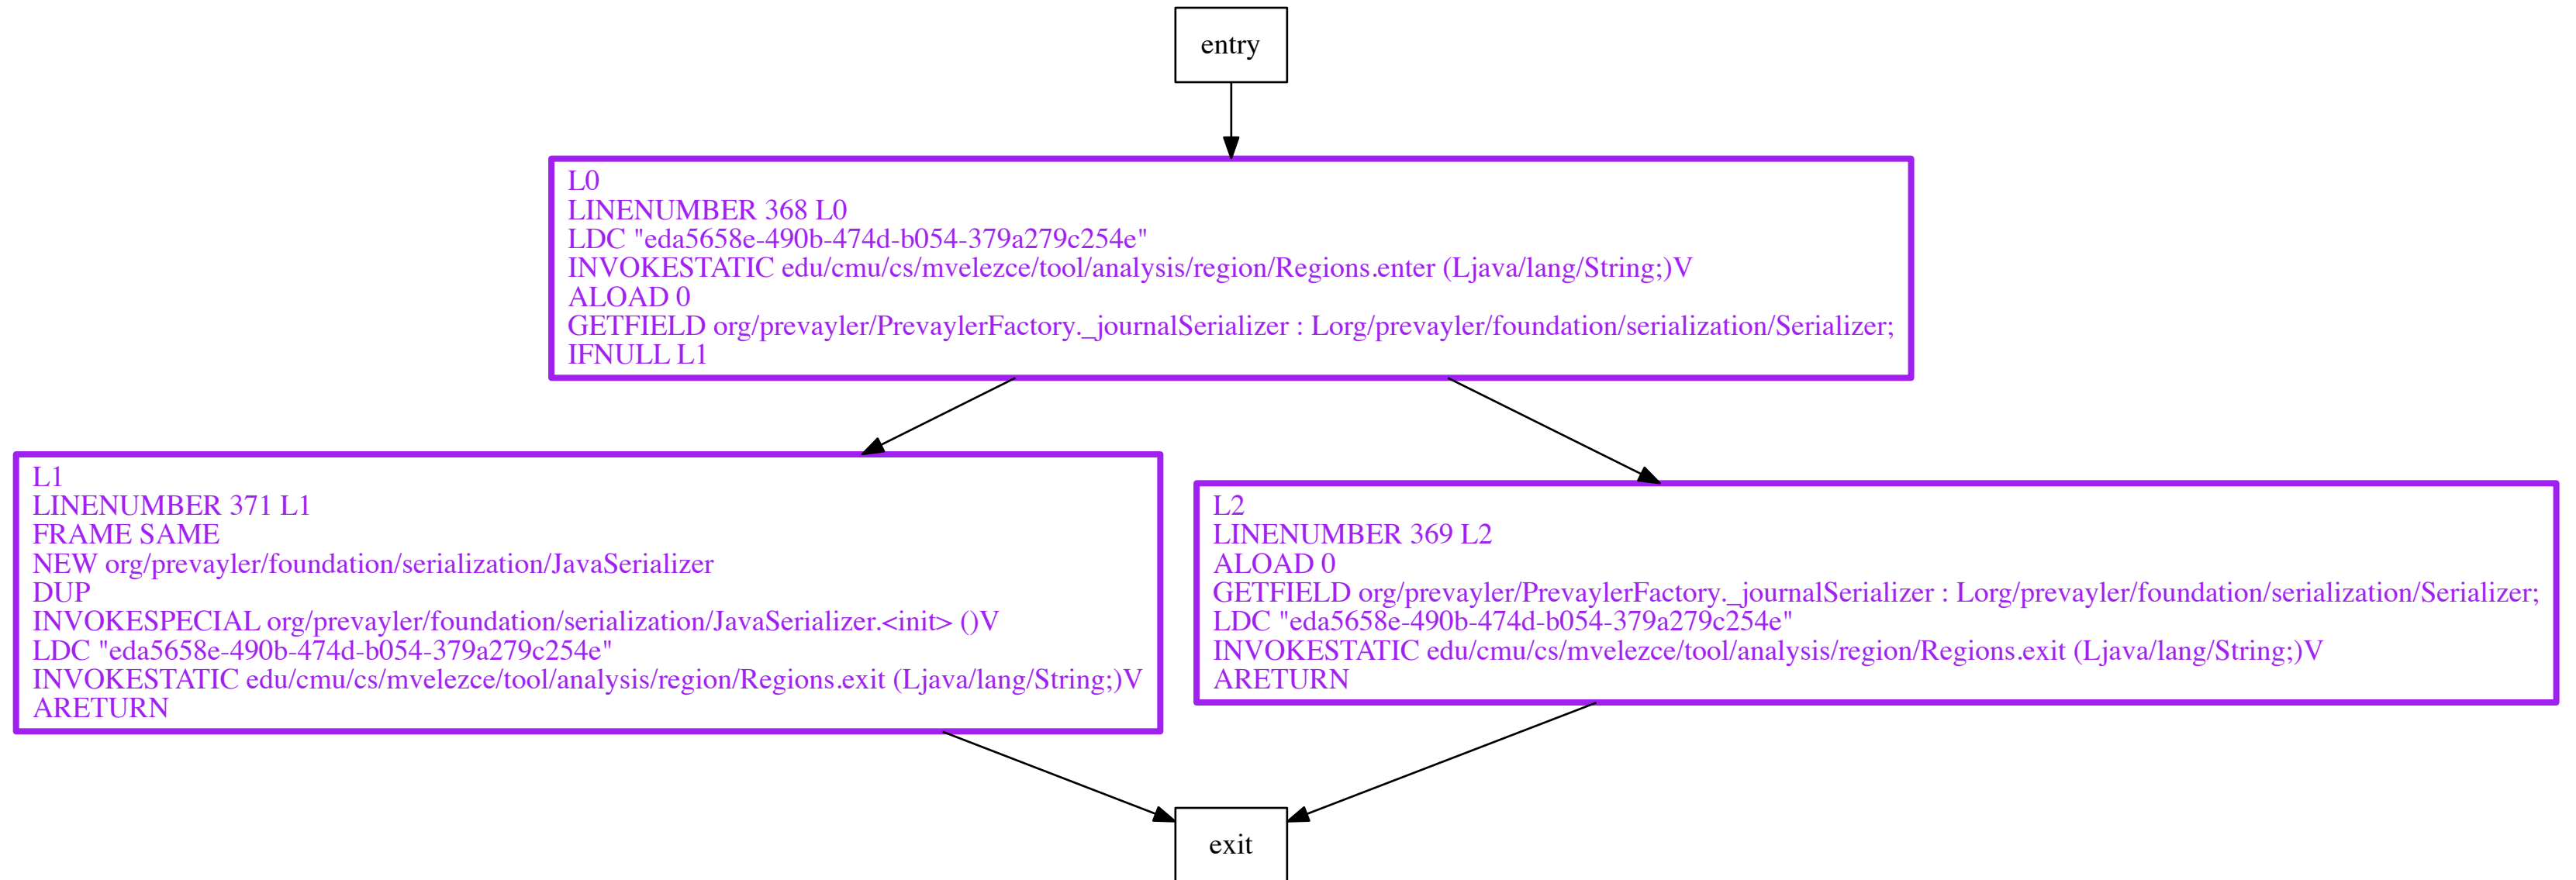 entry
L0
LINENUMBER 368 L0
LDC "eda5658e-490b-474d-b054-379a279c254e"
INVOKESTATIC edu/cmu/cs/mvelezce/tool/analysis/region/Regions.enter (Ljava/lang/String;)V
ALOAD 0
GETFIELD org/prevayler/PrevaylerFactory._journalSerializer : Lorg/prevayler/foundation/serialization/Serializer;
IFNULL L1
L1
LINENUMBER 371 L1
FRAME SAME
NEW org/prevayler/foundation/serialization/JavaSerializer
DUP
INVOKESPECIAL org/prevayler/foundation/serialization/JavaSerializer.<init> ()V
LDC "eda5658e-490b-474d-b054-379a279c254e"
INVOKESTATIC edu/cmu/cs/mvelezce/tool/analysis/region/Regions.exit (Ljava/lang/String;)V
ARETURN
L2
LINENUMBER 369 L2
ALOAD 0
GETFIELD org/prevayler/PrevaylerFactory._journalSerializer : Lorg/prevayler/foundation/serialization/Serializer;
LDC "eda5658e-490b-474d-b054-379a279c254e"
INVOKESTATIC edu/cmu/cs/mvelezce/tool/analysis/region/Regions.exit (Ljava/lang/String;)V
ARETURN
exit